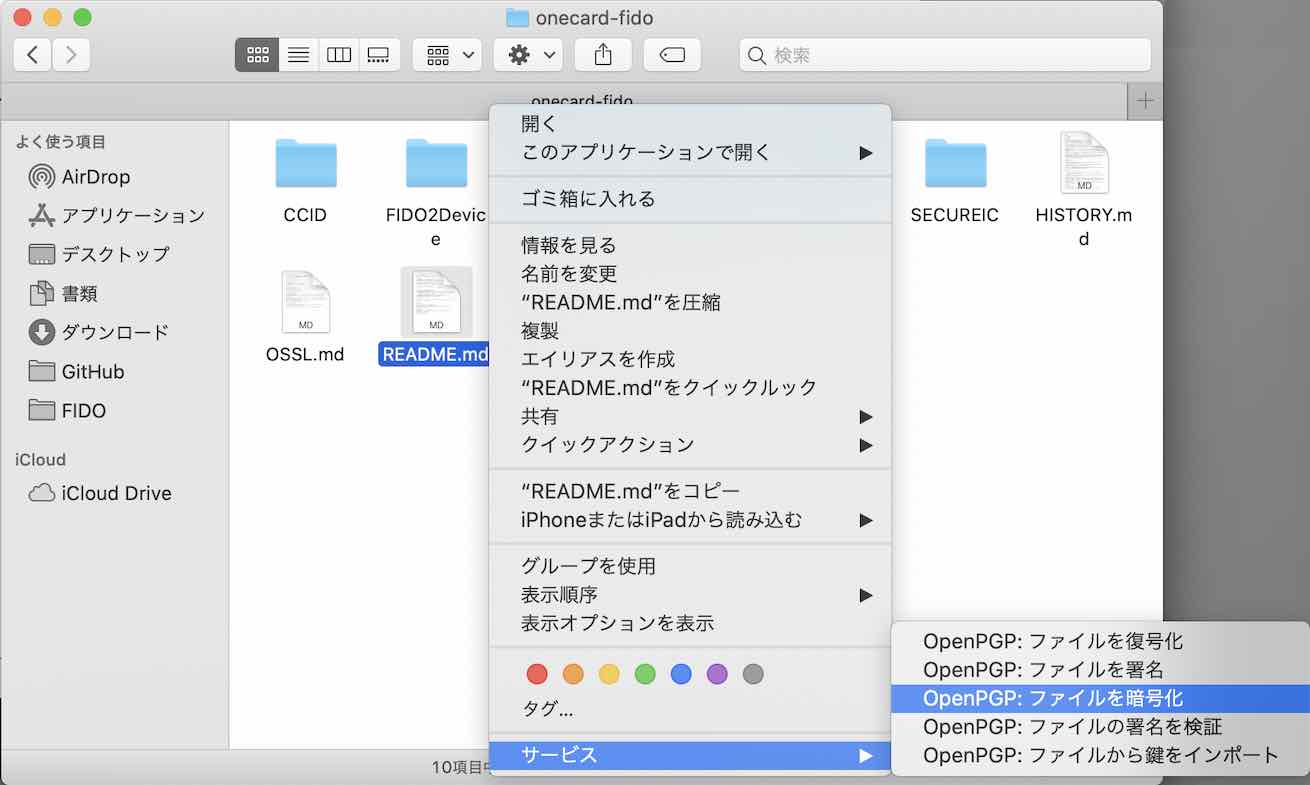 onecard-fido
検索
onecard-fido
よく使う項目
AirDrop
アプリケーション
デスクトップ
書類
ダウンロード
GitHub
FIDO
iCloud
iCloud Drive
CCID
FIDO2Devic
e
SECUREIC
HISTORY.m
d
MD
OSSL.md
MD
README.md
MD
10項目中
開く
このアプリケーションで開く
ゴミ箱に入れる
情報を見る
名前を変更
“README.md”を圧縮
複製
エイリアスを作成
“README.md”をクイックルック
共有
クイックアクション
“README.md”をコピー
iPhoneまたはiPadから読み込む
グループを使用
表示順序
表示オプションを表示
タグ...
サービス
OpenPGP: ファイルを復号化
OpenPGP: ファイルを署名
OpenPGP: ファイルを暗号化
OpenPGP: ファイルの署名を検証
OpenPGP: ファイルから鍵をインポート